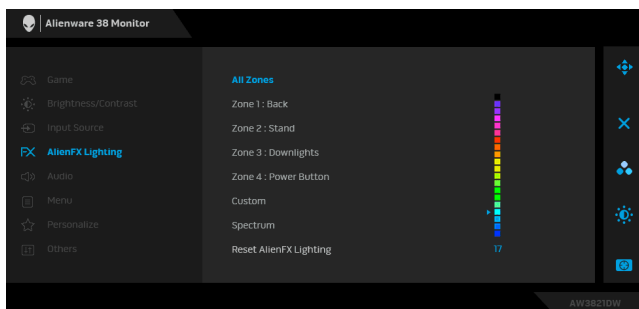 Alienware 38 Monitor
Game
Brightness/Contrast
Input Source
AlienFX Lighting
Audio
Menu
Personalize
Others
All Zones
Zone 1 : Back
Zone 2 : Stand
Zone 3 : Downlights
Zone 4 : Power Button
Custom
Spectrum
Reset AlienFX Lighting
17
AW3821DW